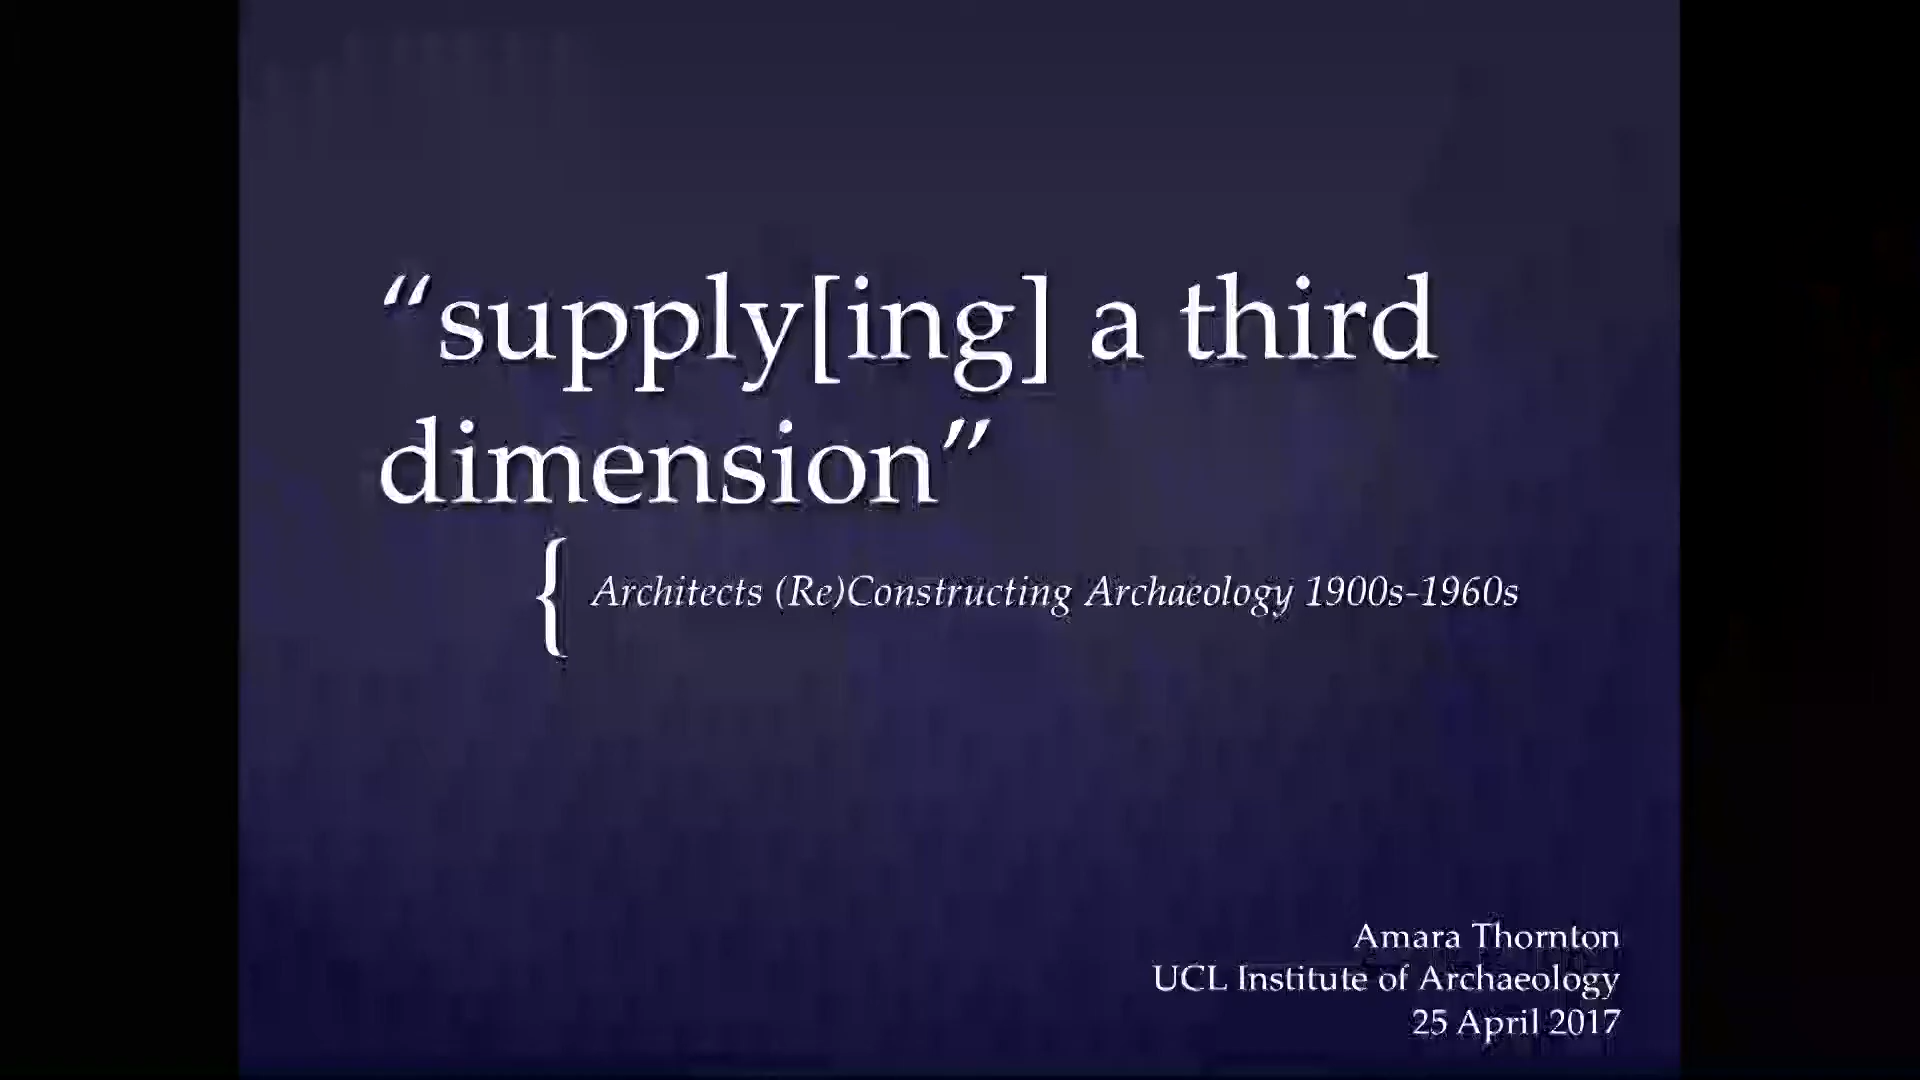 “supply[ing] a third
dimension”
{ Architects (Re)Constructing Archaeology 1900s-1960s
Amara Thornton
UCL Institute of Archaeology
25 April 2017